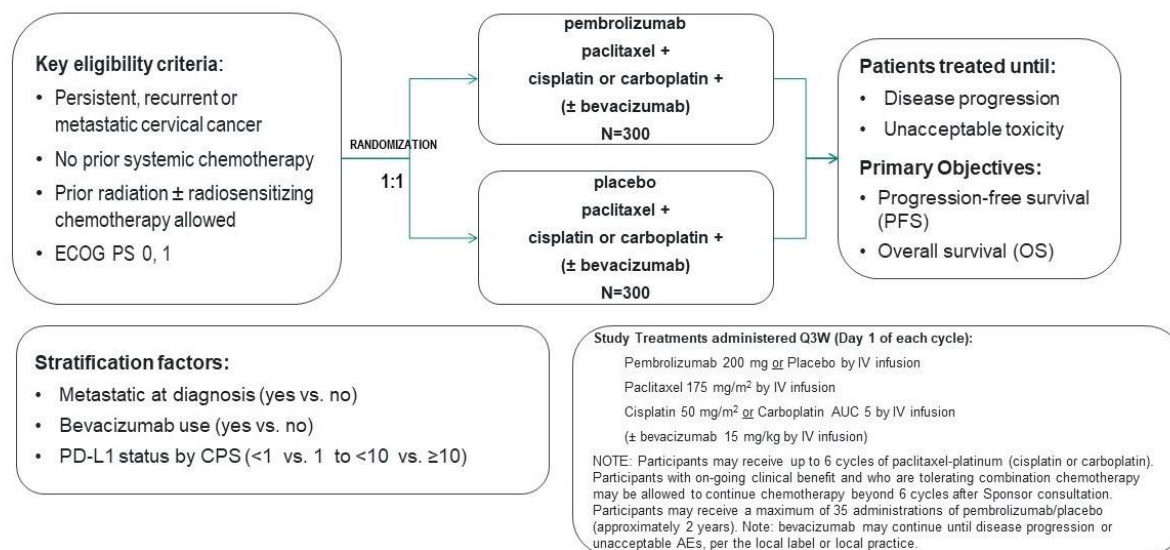 Key eligibility criteria:
• Persistent, recurrent or
metastatic cervical cancer
• No prior systemic chemotherapy
• Prior radiation ± radiosensitizing
chemotherapy allowed
• ECOG PS 0, 1
RANDOMIZATION
1:1
pembrolizumab
paclitaxel +
cisplatin or carboplatin +
(± bevacizumab)
N=300
placebo
paclitaxel +
cisplatin or carboplatin +
(± bevacizumab)
N=300
Patients treated until:
• Disease progression
• Unacceptable toxicity
Primary Objectives:
• Progression-free survival
(PFS)
• Overall survival (OS)
Stratification factors:
• Metastatic at diagnosis (yes vs. no)
• Bevacizumab use (yes vs. no)
• PD-L1 status by CPS (<1 vs. 1 to <10 vs. ≥10)
Study Treatments administered Q3W (Day 1 of each cycle):
Pembrolizumab 200 mg or Placebo by IV infusion
Paclitaxel 175 mg/m² by IV infusion
Cisplatin 50 mg/m² or Carboplatin AUC 5 by IV infusion
(± bevacizumab 15 mg/kg by IV infusion)
NOTE: Participants may receive up to 6 cycles of paclitaxel-platinum (cisplatin or carboplatin).
Participants with on-going clinical benefit and who are tolerating combination chemotherapy
may be allowed to continue chemotherapy beyond 6 cycles after Sponsor consultation.
Participants may receive a maximum of 35 administrations of pembrolizumab/placebo
(approximately 2 years). Note: bevacizumab may continue until disease progression or
unacceptable AEs, per the local label or local practice.